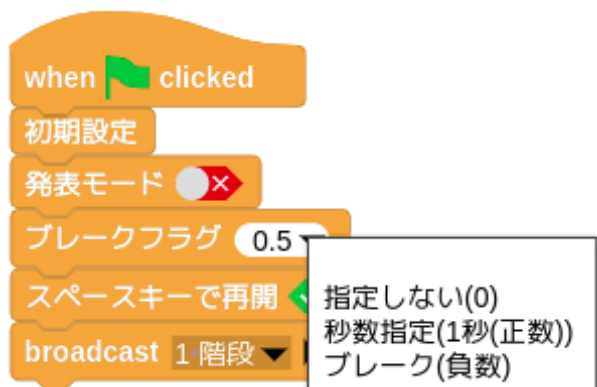 when clicked
初期設定
発表モード
ブレークフラグ 0.5
スペースキーで再開
指定しない(0)
秒数指定(1秒(正数))
ブレーク(負数)
broadcast 1階段